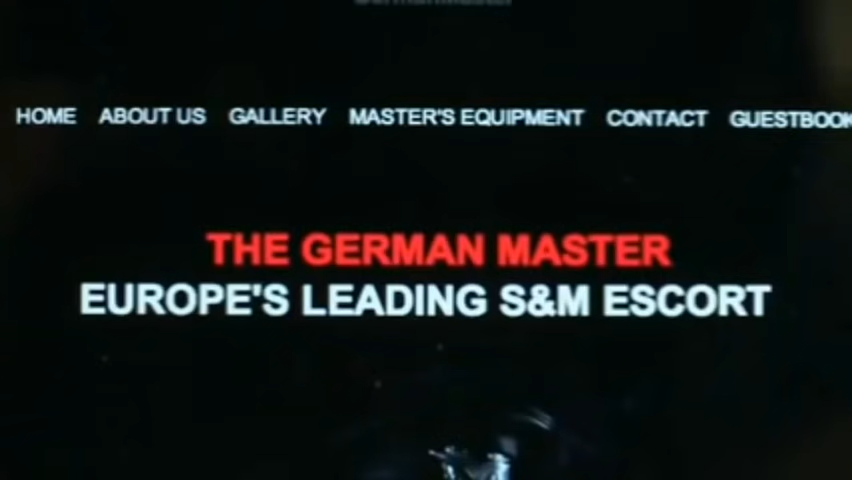 HOME ABOUT US GALLERY MASTER'S EQUIPMENT CONTACT GUESTBOOK
THE GERMAN MASTER
EUROPE'S LEADING S&M ESCORT